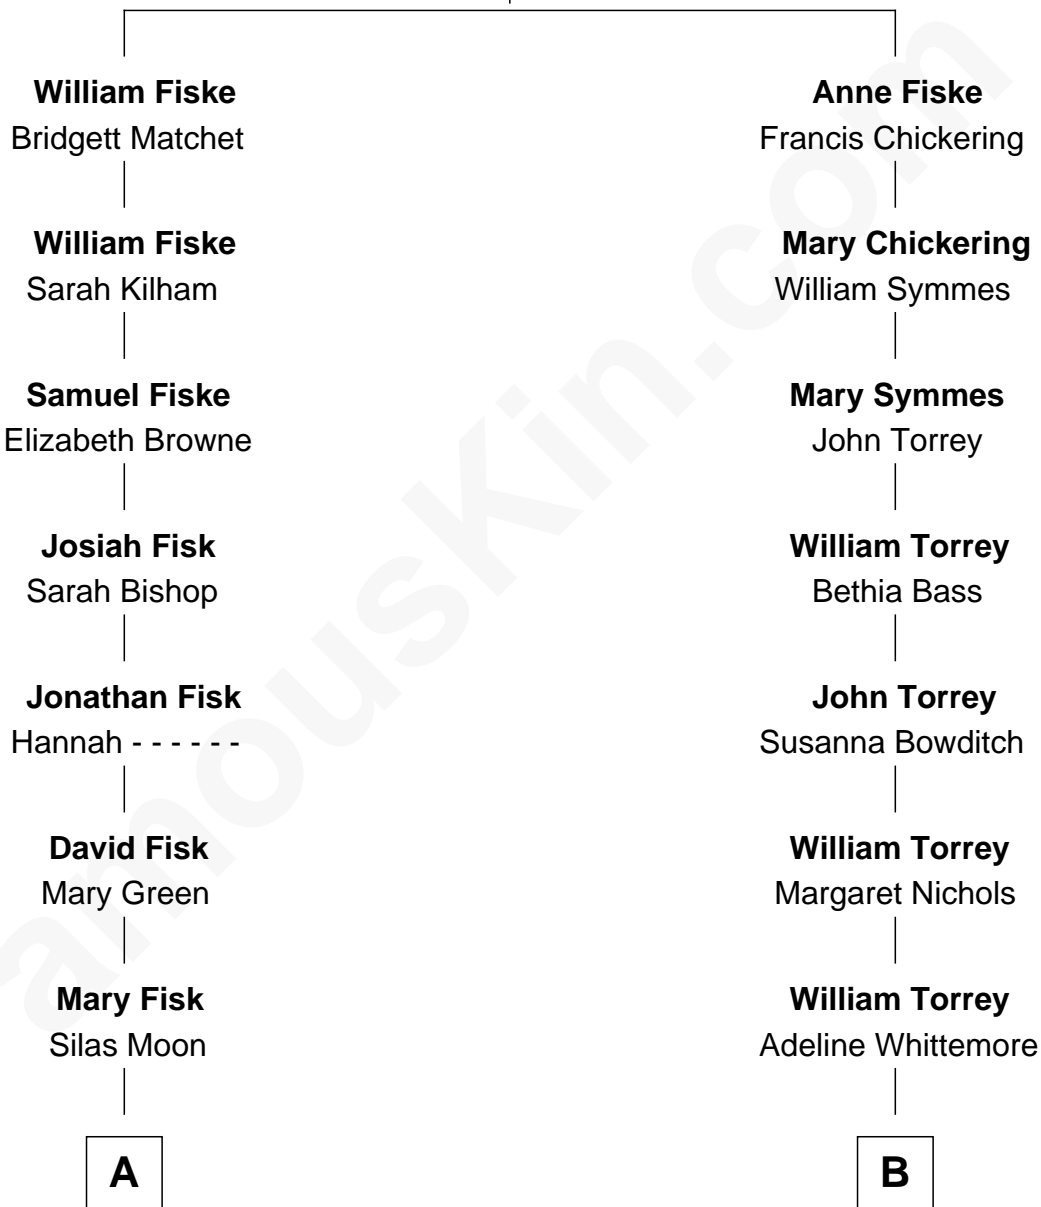 William Fiske
Bridgett Matchet
William Fiske
Sarah Kilham
Samuel Fiske
Elizabeth Browne
Josiah Fisk
Sarah Bishop
Jonathan Fisk
Hannah - - - - - -
David Fisk
Mary Green
Mary Fisk
Silas Moon
A
Anne Fiske
Francis Chickering
Mary Chickering
William Symmes
Mary Symmes
John Torrey
William Torrey
Bethia Bass
John Torrey
Susanna Bowditch
William Torrey
Margaret Nichols
William Torrey
Adeline Whittemore
B
amouskin.com